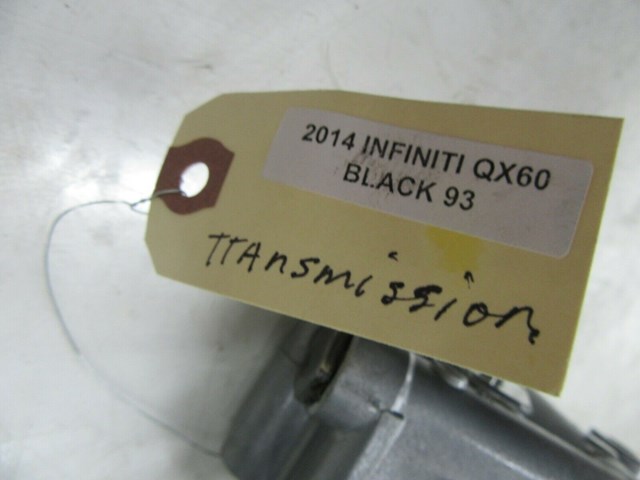 2014 INFINITI QX60
BLACK 93
Transmission